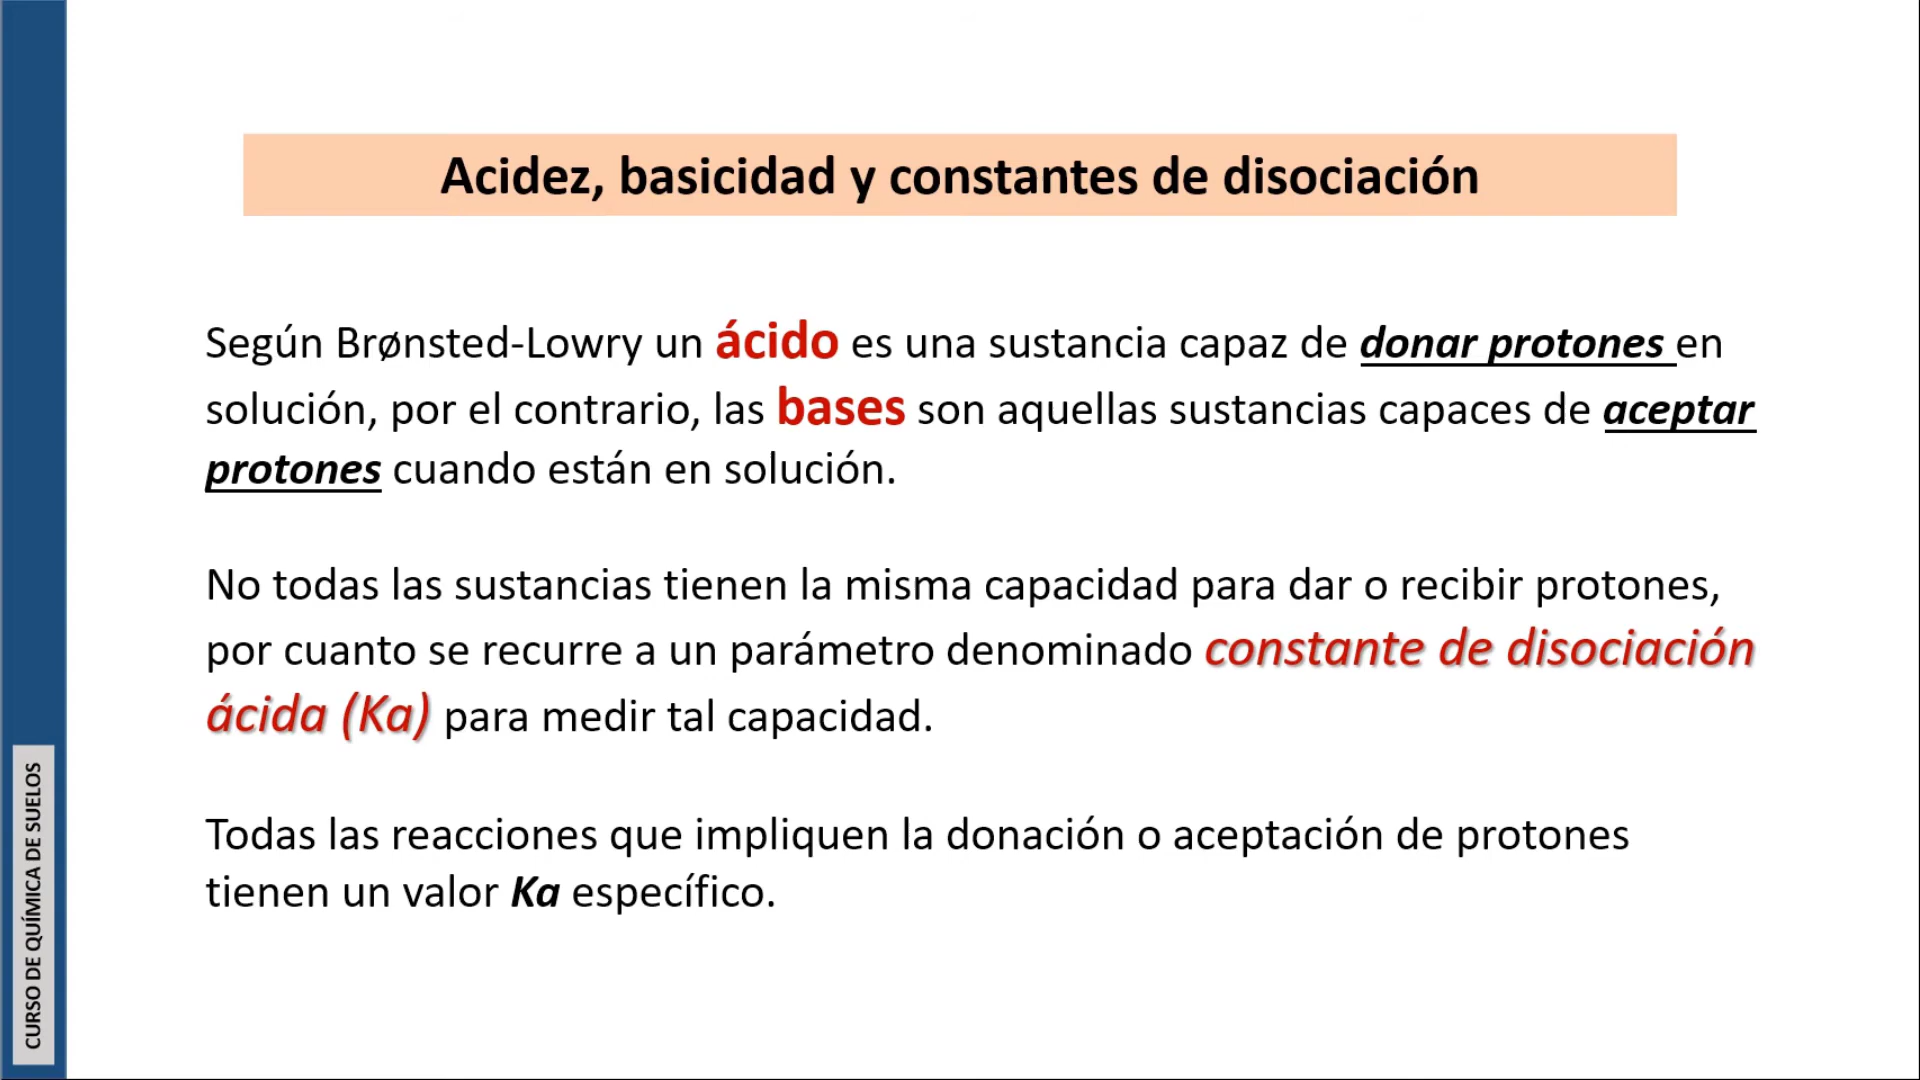 Acidez, basicidad y constantes de disociación
Según Brønsted-Lowry un ácido es una sustancia capaz de donar protones en
solución, por el contrario, las bases son aquellas sustancias capaces de aceptar
protones cuando están en solución.
No todas las sustancias tienen la misma capacidad para dar o recibir protones,
por cuanto se recurre a un parámetro denominado constante de disociación
ácida (Ka) para medir tal capacidad.
Todas las reacciones que impliquen la donación o aceptación de protones
tienen un valor Ka específico.
CURSO DE QUÍMICA DE SUELOS